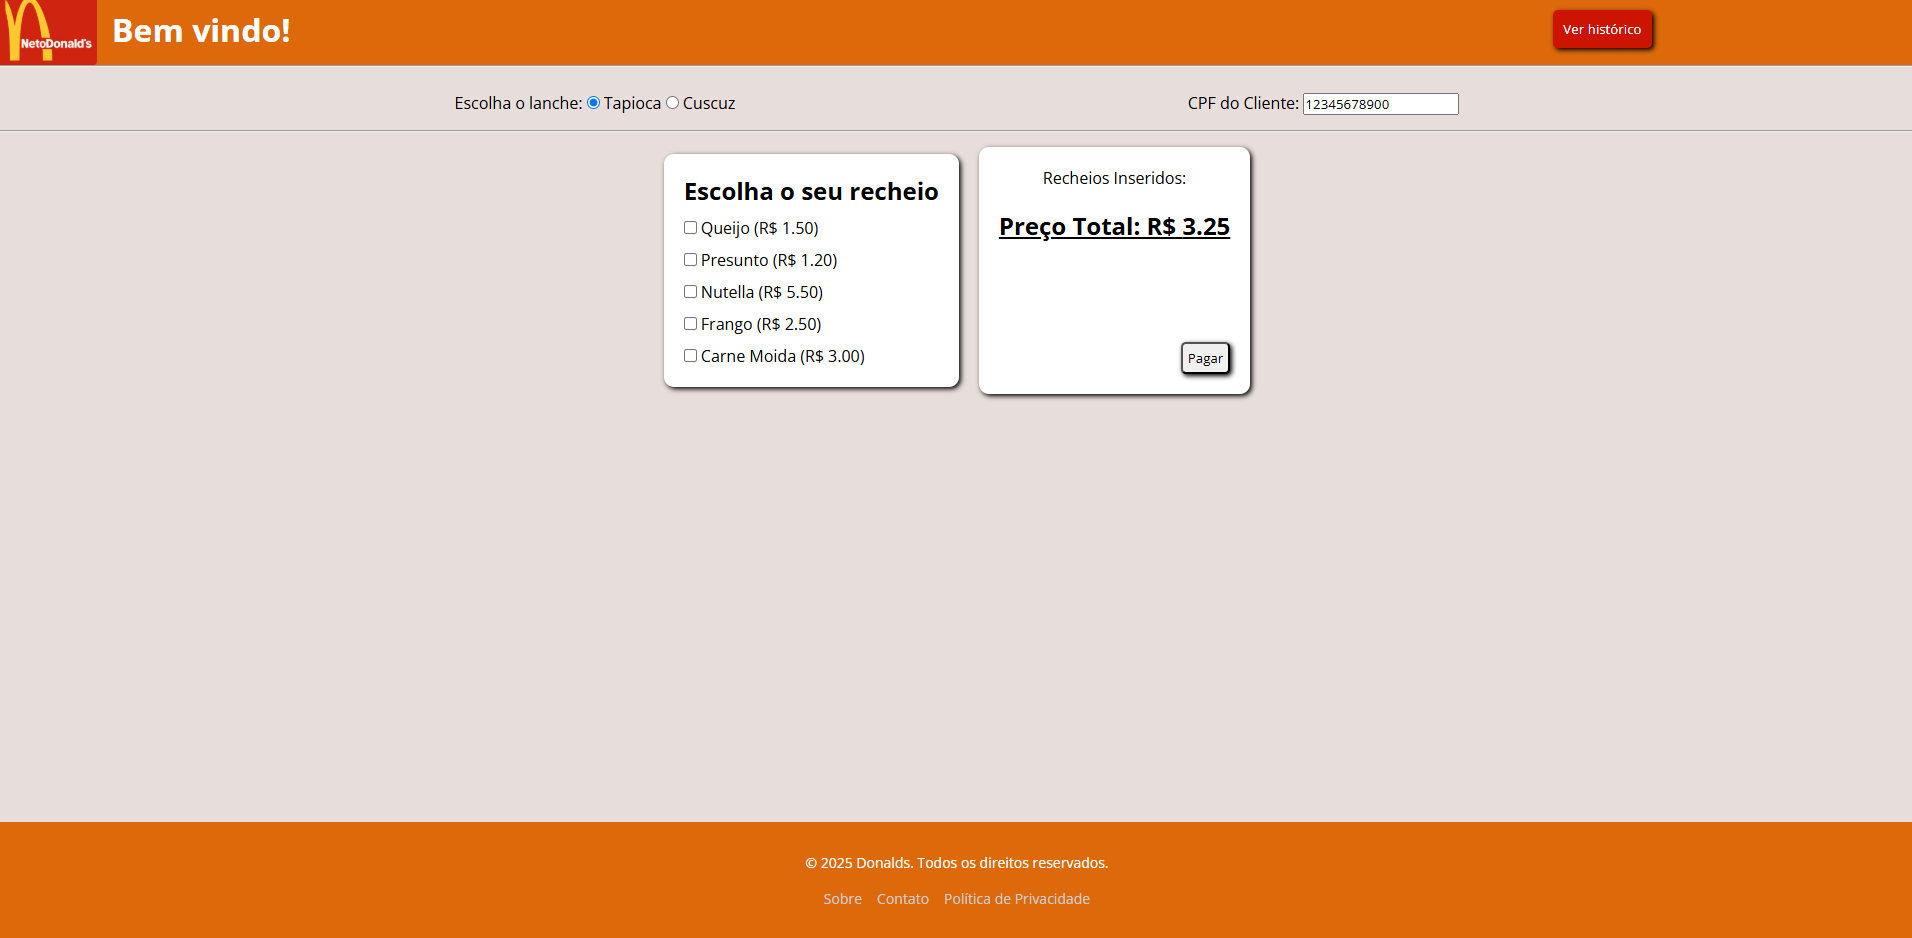 NetoDonald's
Bem vindo!
Ver histórico
Escolha o lanche: Tapioca Cuscuz
CPF do Cliente: 12345678900
Escolha o seu recheio
Queijo (R$ 1.50)
Presunto (R$ 1.20)
Nutella (R$ 5.50)
Frango (R$ 2.50)
Carne Moida (R$ 3.00)
Recheios Inseridos:
Preço Total: R$ 3.25
Pagar
© 2025 Donalds. Todos os direitos reservados.
Sobre Contato Política de Privacidade